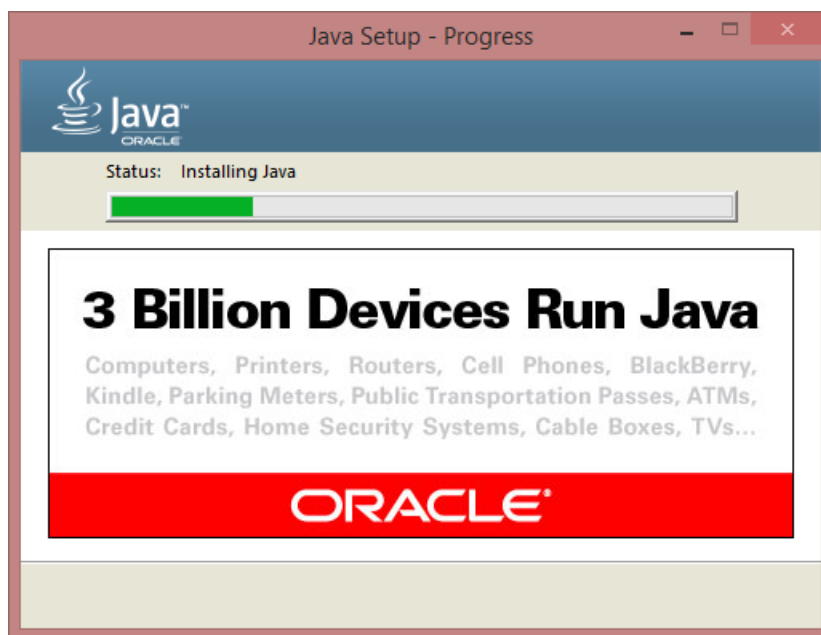 Java Setup - Progress
Java™
ORACLE
Status: Installing Java
3 Billion Devices Run Java
Computers, Printers, Routers, Cell Phones, BlackBerry,
Kindle, Parking Meters, Public Transportation Passes, ATMs,
Credit Cards, Home Security Systems, Cable Boxes, TVs...
ORACLE®